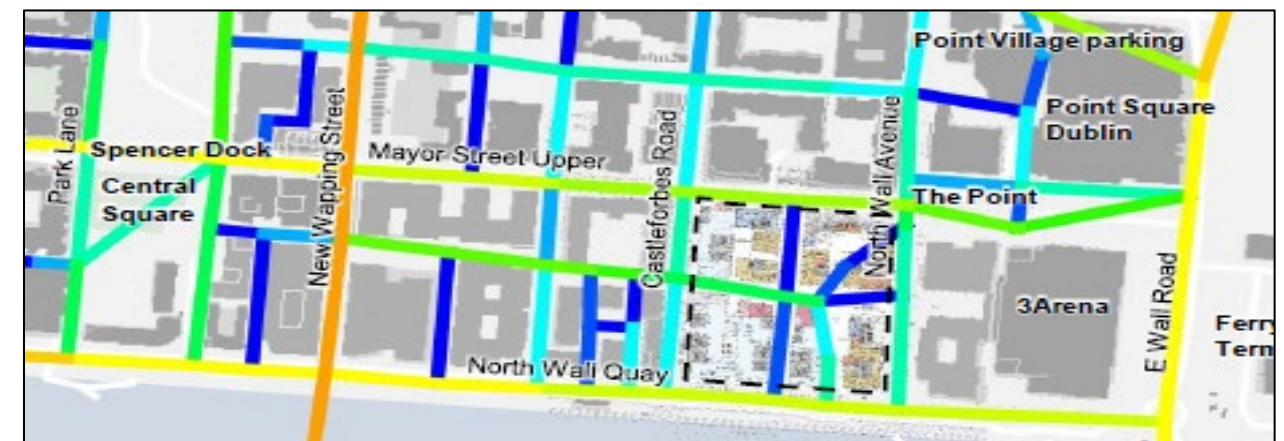 Point Village parking
Point Square
Dublin
Park Lane
New Wapping Street
Castleforbes Road
North Wall Avenue
Spencer Dock
Mayor Street Upper
Central
Square
The Point
3Arena
E Wall Road
Ferry
North Wall Quay